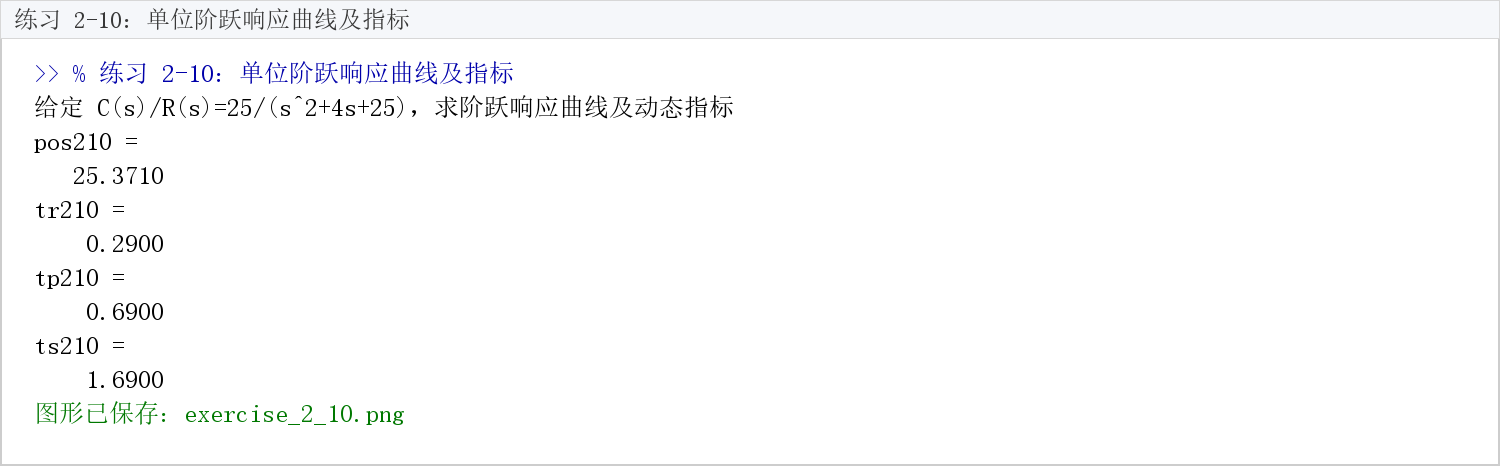 练习 2-10: 单位阶跃响应曲线及指标
>> % 练习 2-10: 单位阶跃响应曲线及指标
给定 C(s)/R(s)=25/(s^2+4s+25), 求阶跃响应曲线及动态指标
pos210 =
25.3710
tr210 =
0.2900
tp210 =
0.6900
ts210 =
1.6900
图形已保存: exercise_2_10.png